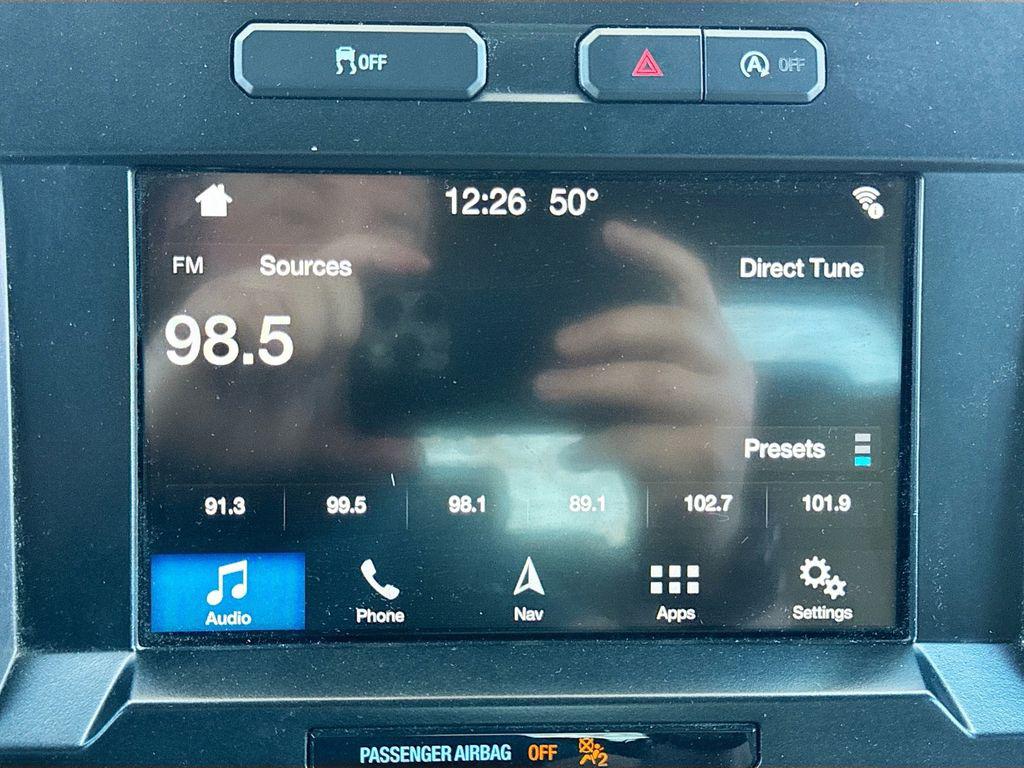 OFF
A OFF
12:26 50°
i
FM Sources Direct Tune
98.5
Presets
91.3 99.5 98.1 89.1 102.7 101.9
Audio Phone Nav Apps Settings
PASSENGER AIRBAG OFF 2